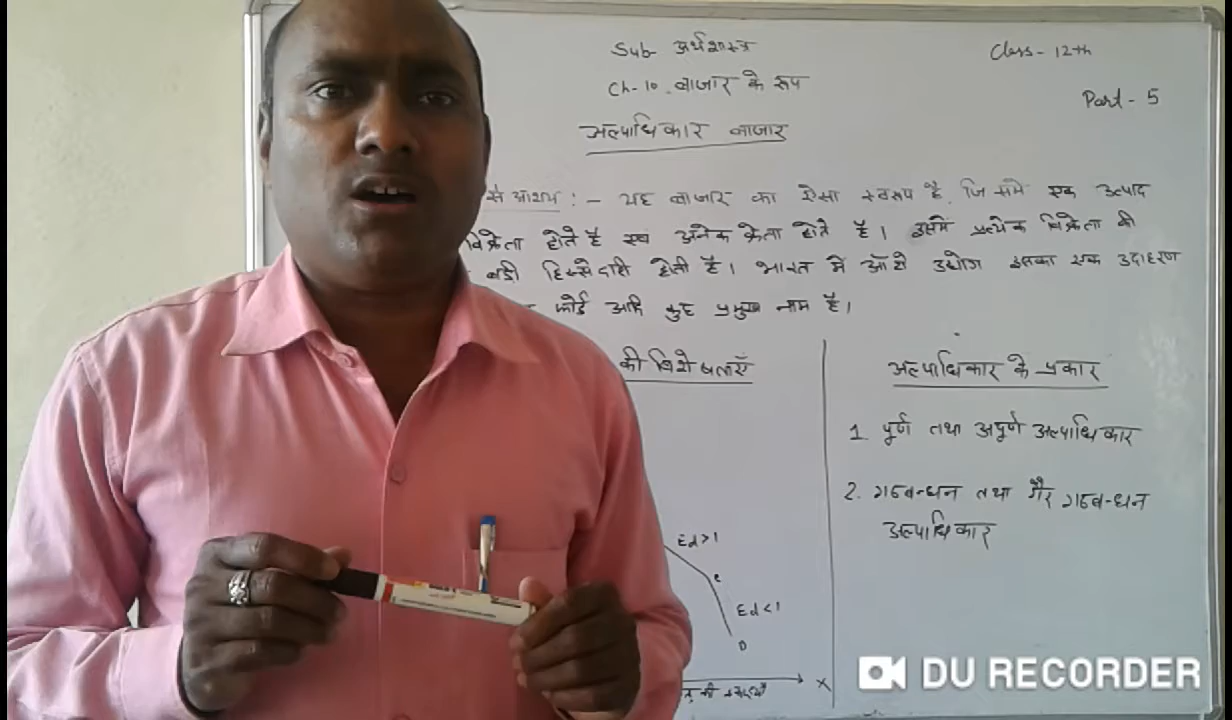 Sub- अर्थशास्त्र
Class- 12th
Ch-10. बाजार के रूप
Part - 5
अल्पाधिकार बाजार
से आशय :- यह बाजार का ऐसा स्वरूप है जिसमे एक उत्पाद
विक्रेता होते है एवं अनेक क्रेता होते है। इसमे प्रत्येक विक्रेता की
बडी हिस्सेदारी होती है। भारत मे ऑटो उद्योग इसका एक उदाहरण
फोर्ड आदि कुछ प्रमुख नाम है।
की विशेषताएँ
अल्पाधिकार के प्रकार
1. पूर्ण तथा अपूर्ण अल्पाधिकार
2. गठबन्धन तथा गैर गठबन्धन
अल्पाधिकार
Ed>1
e
Ed<1
D
की
X
DU RECORDER